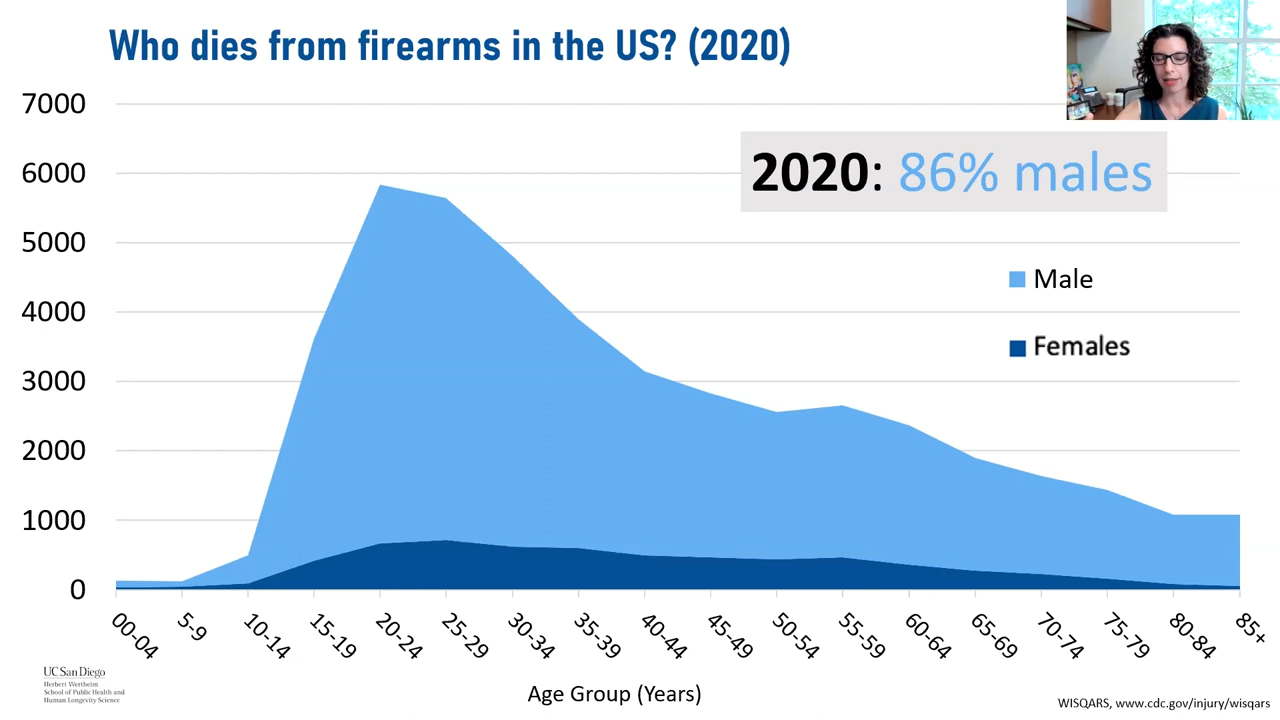 Who dies from firearms in the US? (2020)
7000
6000
5000
4000
3000
2000
1000
0
2020: 86% males
Male
Females
00-04
5-9
10-14
15-19
20-24
25-29
30-34
35-39
40-44
45-49
50-54
55-59
60-64
65-69
70-74
75-79
80-84
85+
Age Group (Years)
UC San Diego
Herbert Wertheim
School of Public Health and
Human Longevity Science
WISQARS, www.cdc.gov/injury/wisqars